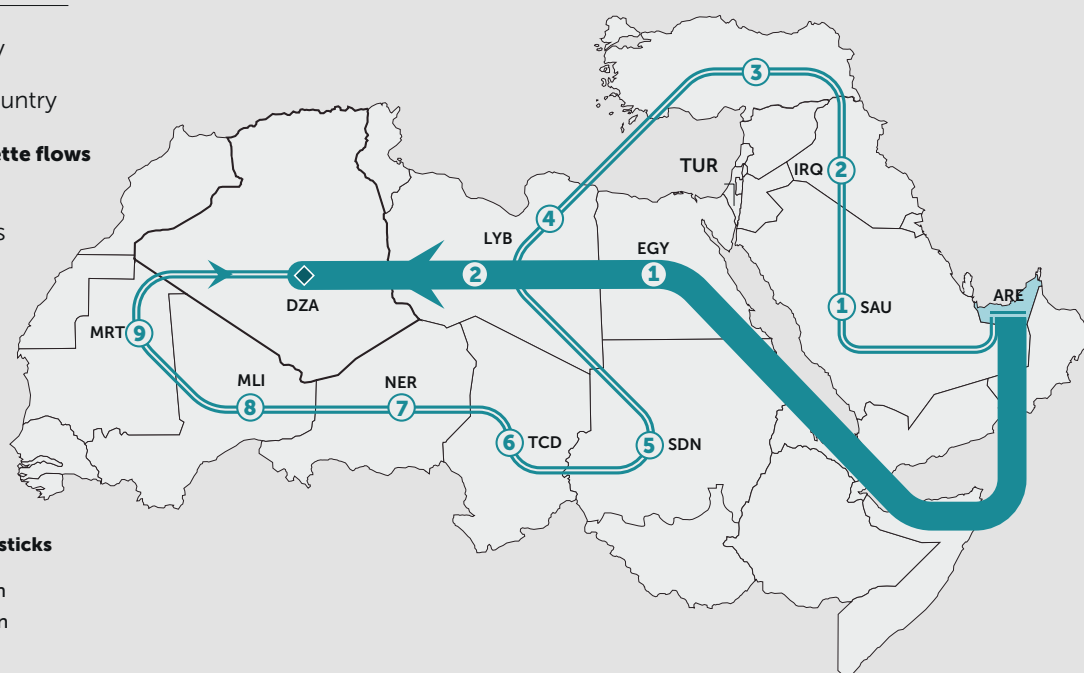 y
untry
tte flows
s
sticks
n
n
3
TUR
IRQ
2
4
LYB
EGY
2
1
DZA
ARE
1
SAU
MRT
9
MLI
8
NER
7
6
TCD
5
SDN